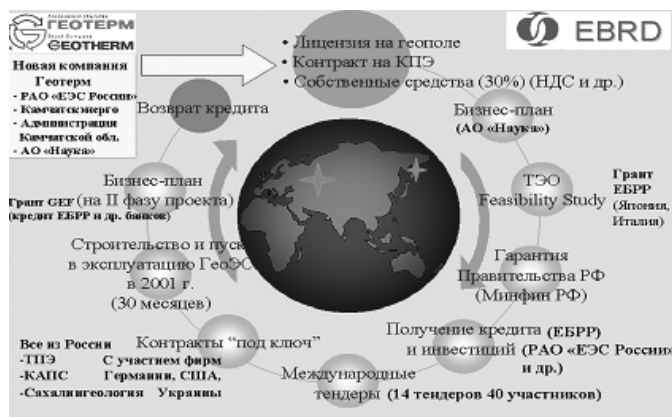 ГЕОТЕРМ
GEOTHERM
EBRD
Новая компания
Геотерм
- РАО «ЕЭС России»
- Камчатскэнерго
- Администрация
Камчатской обл.
- АО «Наука»
• Лицензия на геополе
• Контракт на КПЭ
• Собственные средства (30%) (НДС и др.)
Бизнес-план
(АО «Наука»)
ТЭО
Feasibility Study
Грант
ЕБРР
(Япония,
Италия)
Гарантия
Правительства РФ
(Минфин РФ)
Получение кредита (ЕБРР)
и инвестиций (РАО «ЕЭС России»
и др.)
Международные
тендеры (14 тендеров 40 участников)
Контракты “под ключ”
Все из России
-ТПЭ С участием фирм
-КАПС Германии, США,
-Сахалингеология Украины
Строительство и пуск
в эксплуатацию ГеоЭС
в 2001 г.
(30 месяцев)
Бизнес-план
Грант GEF (на II фазу проекта)
(кредит ЕБРР и др. банков)
Возврат кредита